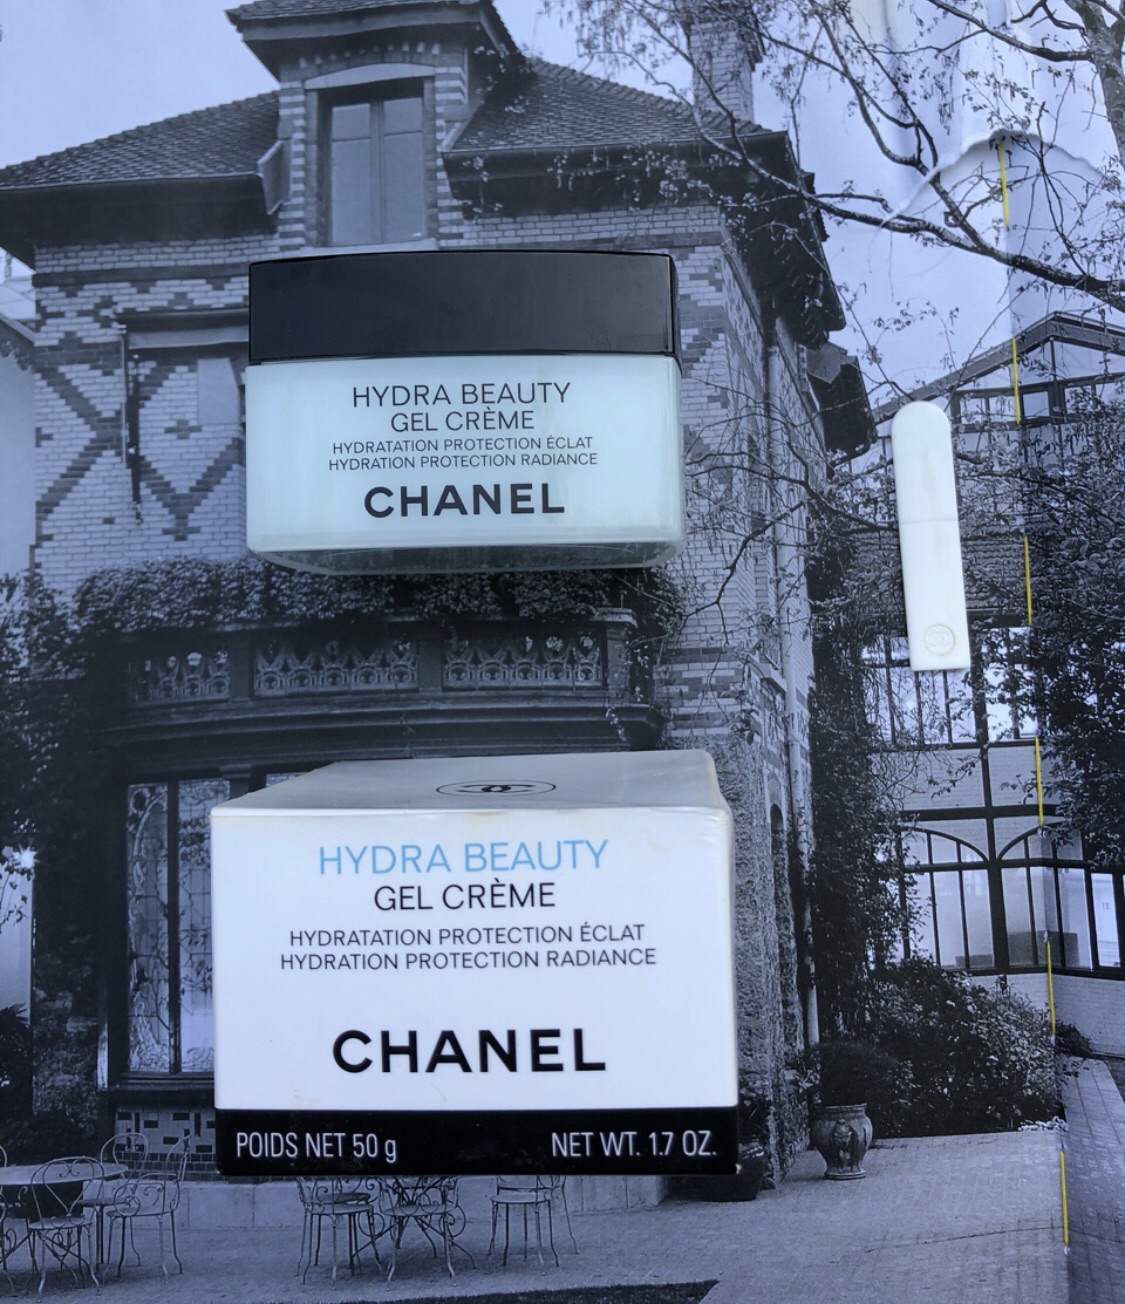 HYDRA BEAUTY
GEL CRÈME
HYDRATATION PROTECTION ÉCLAT
HYDRATION PROTECTION RADIANCE
CHANEL
HYDRA BEAUTY
GEL CRÈME
HYDRATATION PROTECTION ÉCLAT
HYDRATION PROTECTION RADIANCE
CHANEL
POIDS NET 50 g NET WT. 1.7 OZ.